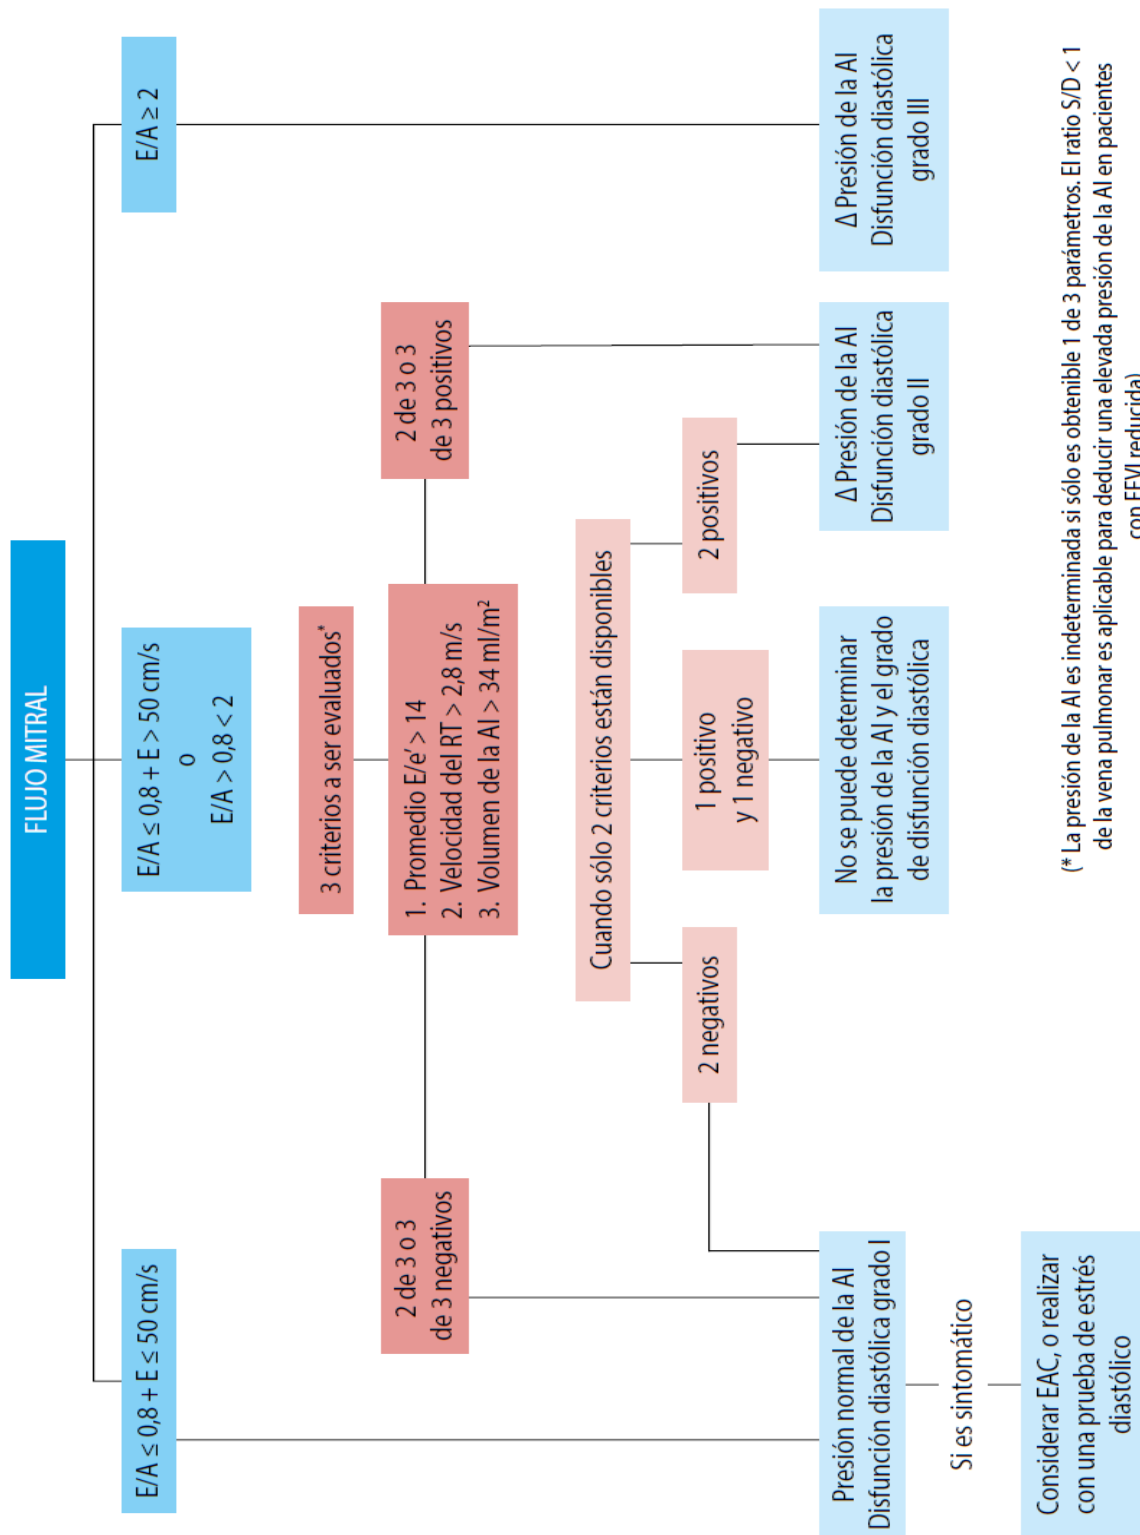 FLUJO MITRAL
E/A ≤ 0,8 + E ≤ 50 cm/s
E/A ≤ 0,8 + E > 50 cm/s
o
E/A > 0,8 < 2
E/A ≥ 2
3 criterios a ser evaluados*
2 de 3 o 3
de 3 negativos
1. Promedio E/e' > 14
2. Velocidad del RT > 2,8 m/s
3. Volumen de la AI > 34 ml/m²
2 de 3 o 3
de 3 positivos
Cuando sólo 2 criterios están disponibles
2 negativos
1 positivo
y 1 negativo
2 positivos
Presión normal de la AI
Disfunción diastólica grado I
No se puede determinar
la presión de la AI y el grado
de disfunción diastólica
Δ Presión de la AI
Disfunción diastólica
grado II
Δ Presión de la AI
Disfunción diastólica
grado III
Si es sintomático
Considerar EAC, o realizar
con una prueba de estrés
diastólico
(* La presión de la AI es indeterminada si sólo es obtenible 1 de 3 parámetros. El ratio S/D < 1
de la vena pulmonar es aplicable para deducir una elevada presión de la AI en pacientes
con FEVI reducida)